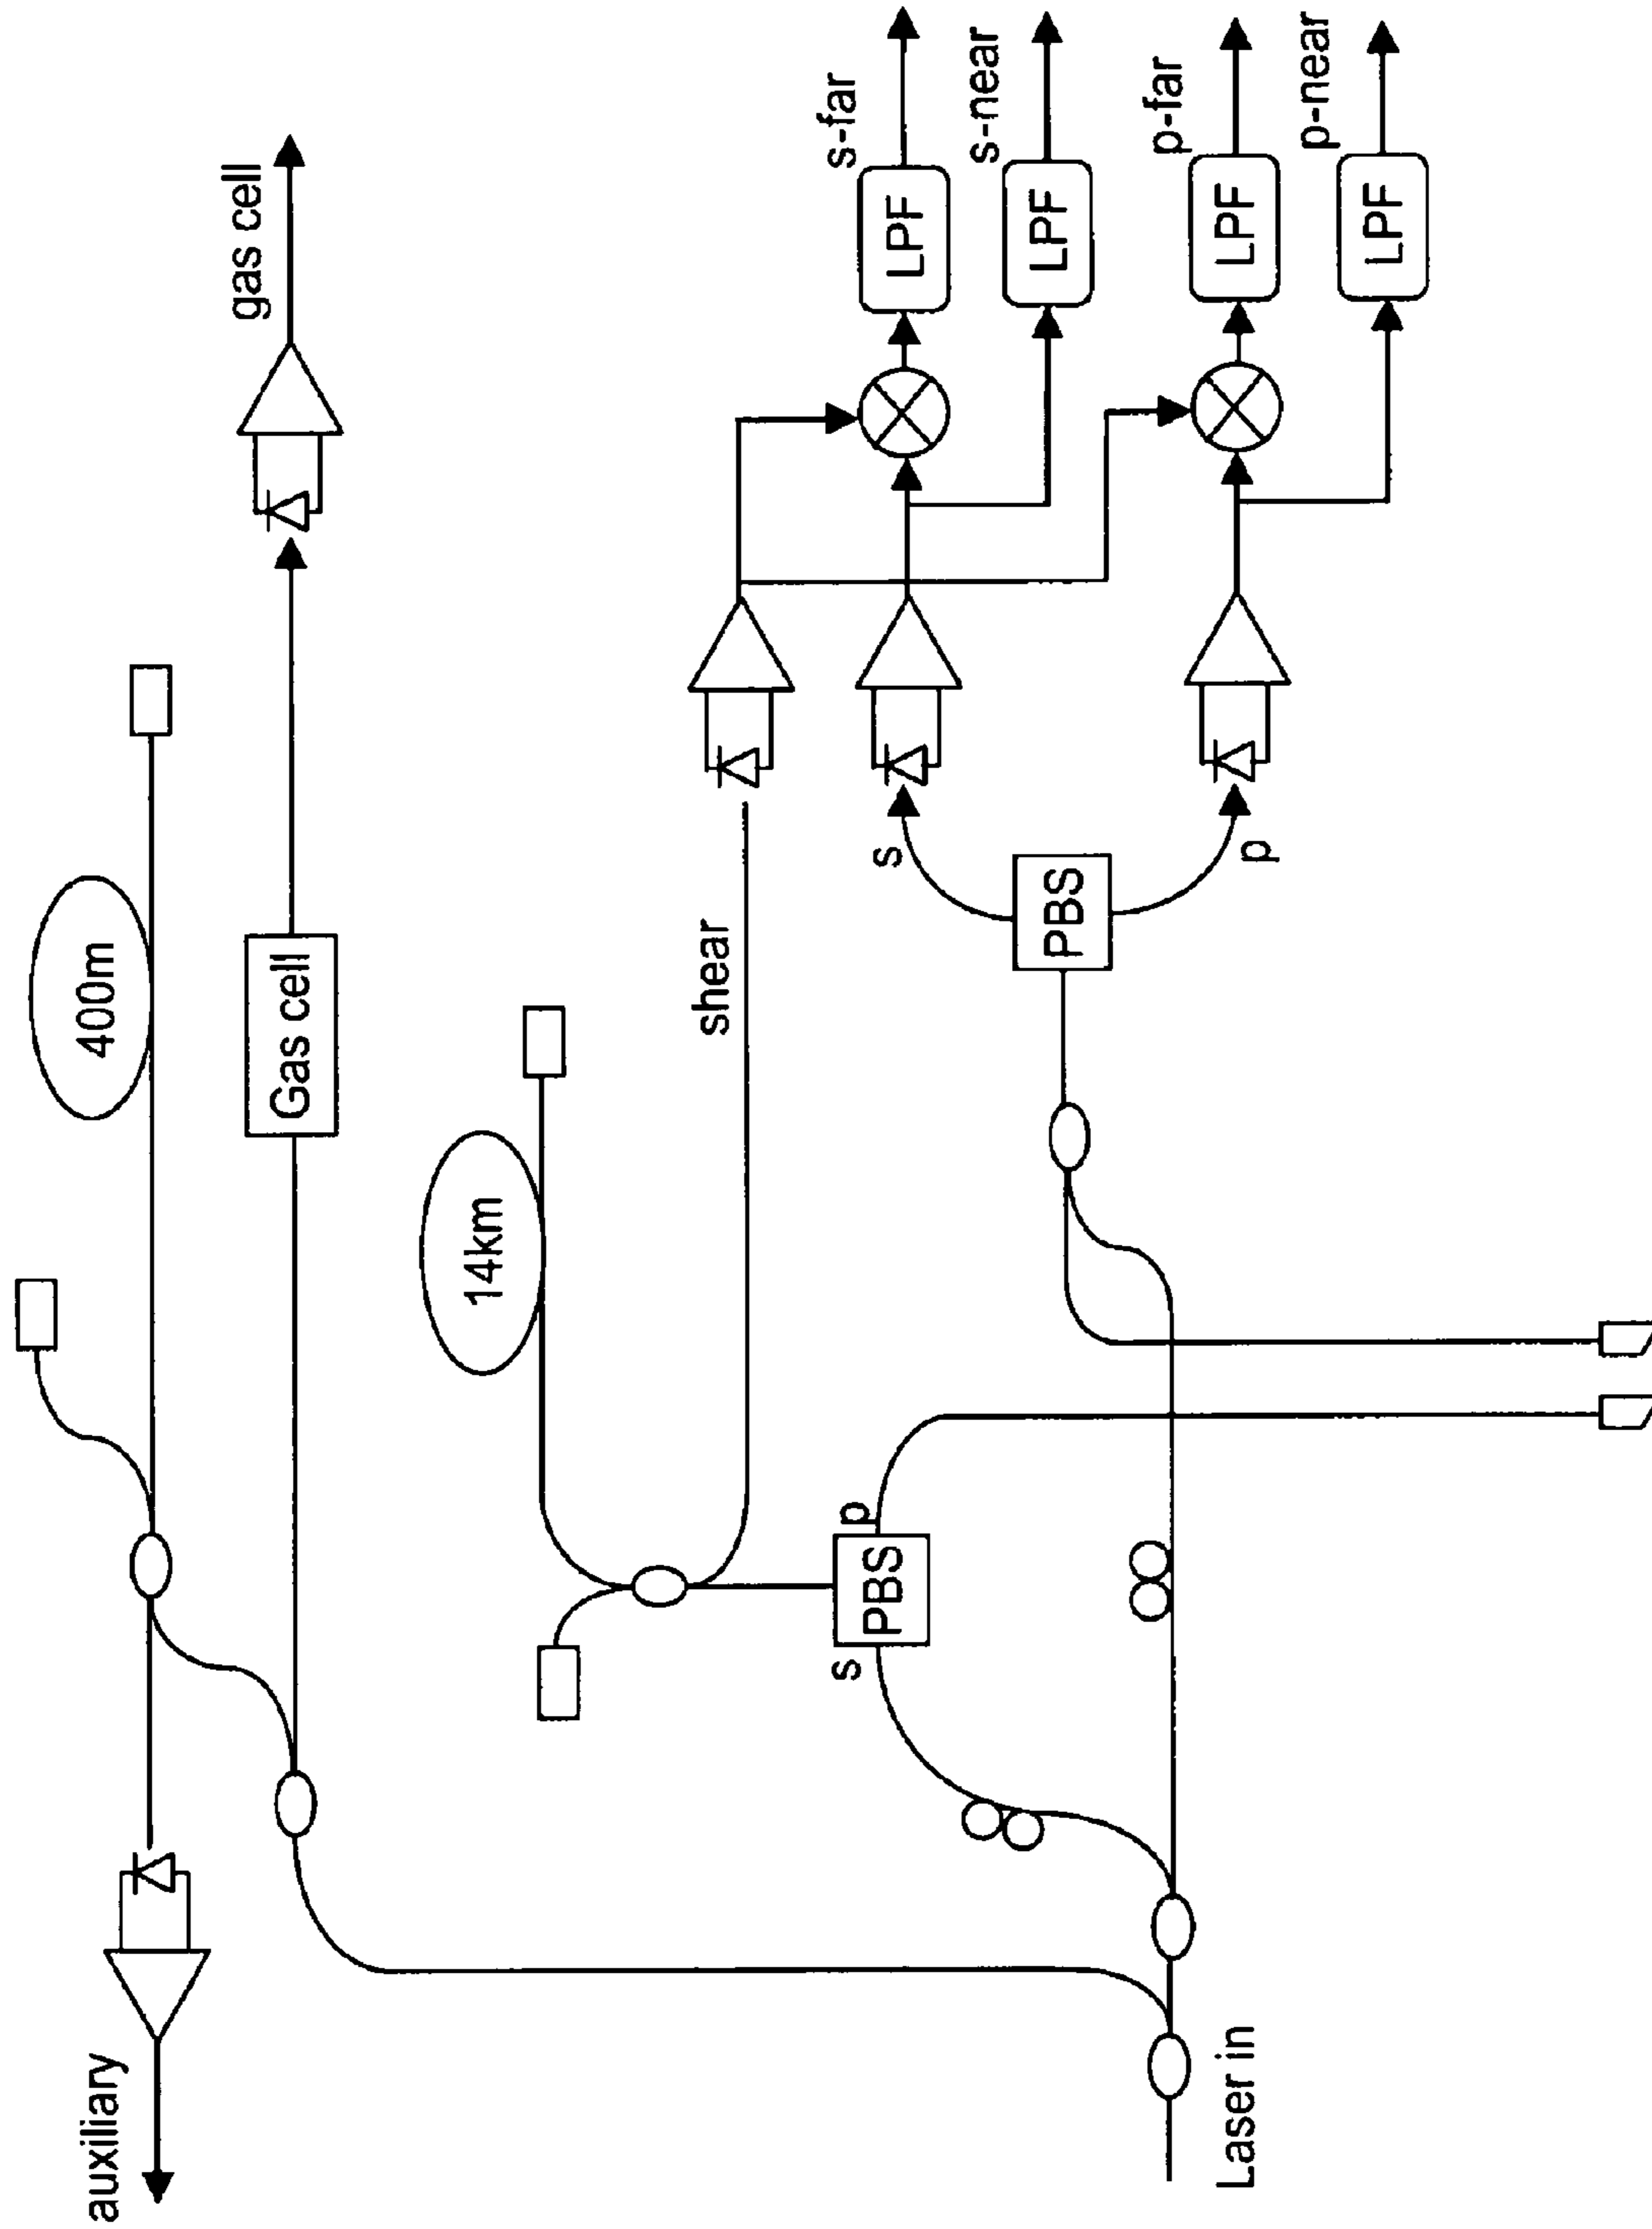 auxiliary
400m
Gas cell
gas cell
14km
shear
s
PBS
p
Laser in
PBS
s
p
LPF
s-far
LPF
s-near
LPF
p-far
LPF
p-near